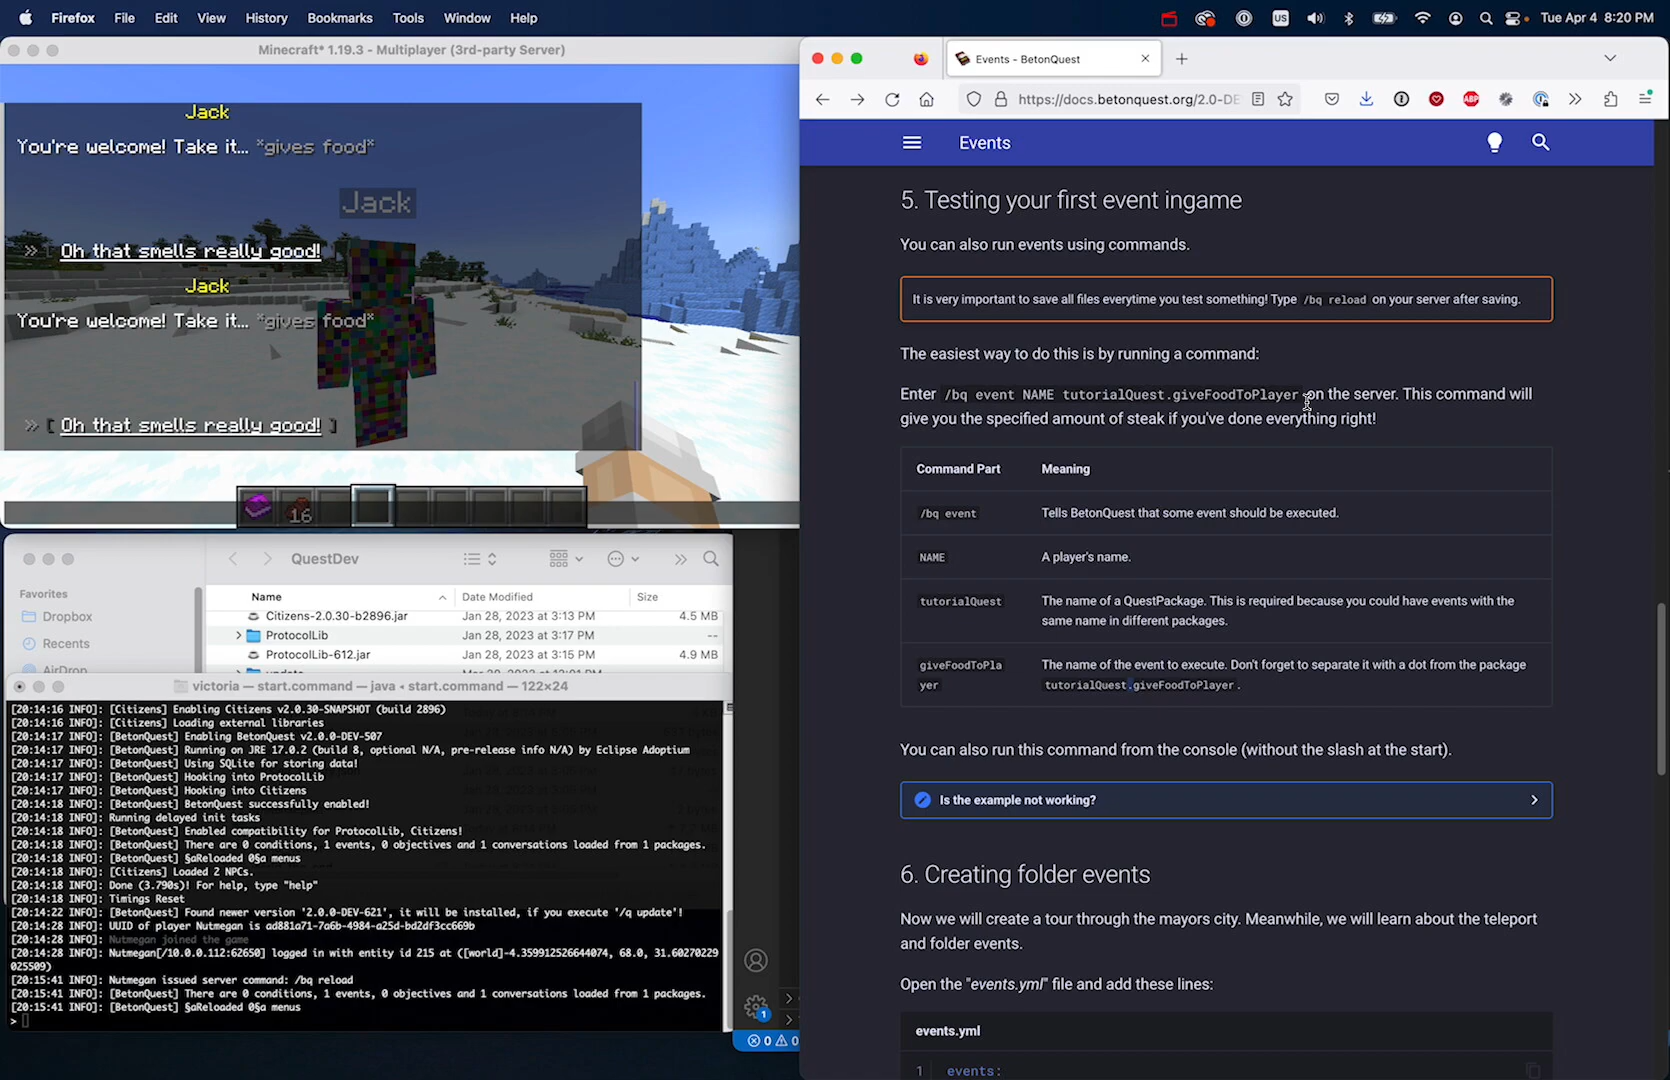 Firefox File Edit View History Bookmarks Tools Window Help
US
Tue Apr 4 8:20 PM
Minecraft* 1.19.3 - Multiplayer (3rd-party Server)
Jack
You're welcome! Take it... *gives food*
Jack
» [ Oh that smells really good!
Jack
You're welcome! Take it... *gives food*
» [ Oh that smells really good! ]
16
QuestDev
Favorites
Dropbox
Recents
AirDrop
Name Date Modified Size
Citizens-2.0.30-b2896.jar Jan 28, 2023 at 3:13 PM 4.5 MB
ProtocolLib Jan 28, 2023 at 3:17 PM --
ProtocolLib-612.jar Jan 28, 2023 at 3:15 PM 4.9 MB
victoria — start.command — java ◂ start.command — 122×24
[20:14:16 INFO]: [Citizens] Enabling Citizens v2.0.30-SNAPSHOT (build 2896)
[20:14:16 INFO]: [Citizens] Loading external libraries
[20:14:17 INFO]: [BetonQuest] Enabling BetonQuest v2.0.0-DEV-507
[20:14:17 INFO]: [BetonQuest] Running on JRE 17.0.2 (build 8, optional N/A, pre-release info N/A) by Eclipse Adoptium
[20:14:17 INFO]: [BetonQuest] Using SQLite for storing data!
[20:14:17 INFO]: [BetonQuest] Hooking into ProtocolLib
[20:14:17 INFO]: [BetonQuest] Hooking into Citizens
[20:14:18 INFO]: [BetonQuest] BetonQuest successfully enabled!
[20:14:18 INFO]: Running delayed init tasks
[20:14:18 INFO]: [BetonQuest] Enabled compatibility for ProtocolLib, Citizens!
[20:14:18 INFO]: [BetonQuest] There are 0 conditions, 1 events, 0 objectives and 1 conversations loaded from 1 packages.
[20:14:18 INFO]: [BetonQuest] §aReloaded 0§a menus
[20:14:18 INFO]: [Citizens] Loaded 2 NPCs.
[20:14:18 INFO]: Done (3.790s)! For help, type "help"
[20:14:18 INFO]: Timings Reset
[20:14:22 INFO]: [BetonQuest] Found newer version '2.0.0-DEV-621', it will be installed, if you execute '/q update'!
[20:14:28 INFO]: UUID of player Nutmegan is ad881a71-7a6b-4984-a25d-bd2df3cc669b
[20:14:28 INFO]: Nutmegan joined the game
[20:14:28 INFO]: Nutmegan[/10.0.0.112:62650] logged in with entity id 215 at ([world]-4.359912526644074, 68.0, 31.60270229
025509)
[20:15:41 INFO]: Nutmegan issued server command: /bq reload
[20:15:41 INFO]: [BetonQuest] There are 0 conditions, 1 events, 0 objectives and 1 conversations loaded from 1 packages.
[20:15:41 INFO]: [BetonQuest] §aReloaded 0§a menus
>
1
0 0
Events - BetonQuest
https://docs.betonquest.org/2.0-DE
ABP
Events
5. Testing your first event ingame
You can also run events using commands.
It is very important to save all files everytime you test something! Type /bq reload on your server after saving.
The easiest way to do this is by running a command:
Enter /bq event NAME tutorialQuest.giveFoodToPlayer on the server. This command will
give you the specified amount of steak if you've done everything right!
Command Part Meaning
/bq event Tells BetonQuest that some event should be executed.
NAME A player's name.
tutorialQuest The name of a QuestPackage. This is required because you could have events with the
same name in different packages.
giveFoodToPla The name of the event to execute. Don't forget to separate it with a dot from the package
yer tutorialQuest.giveFoodToPlayer.
You can also run this command from the console (without the slash at the start).
Is the example not working?
6. Creating folder events
Now we will create a tour through the mayors city. Meanwhile, we will learn about the teleport
and folder events.
Open the "events.yml" file and add these lines:
events.yml
1 events: